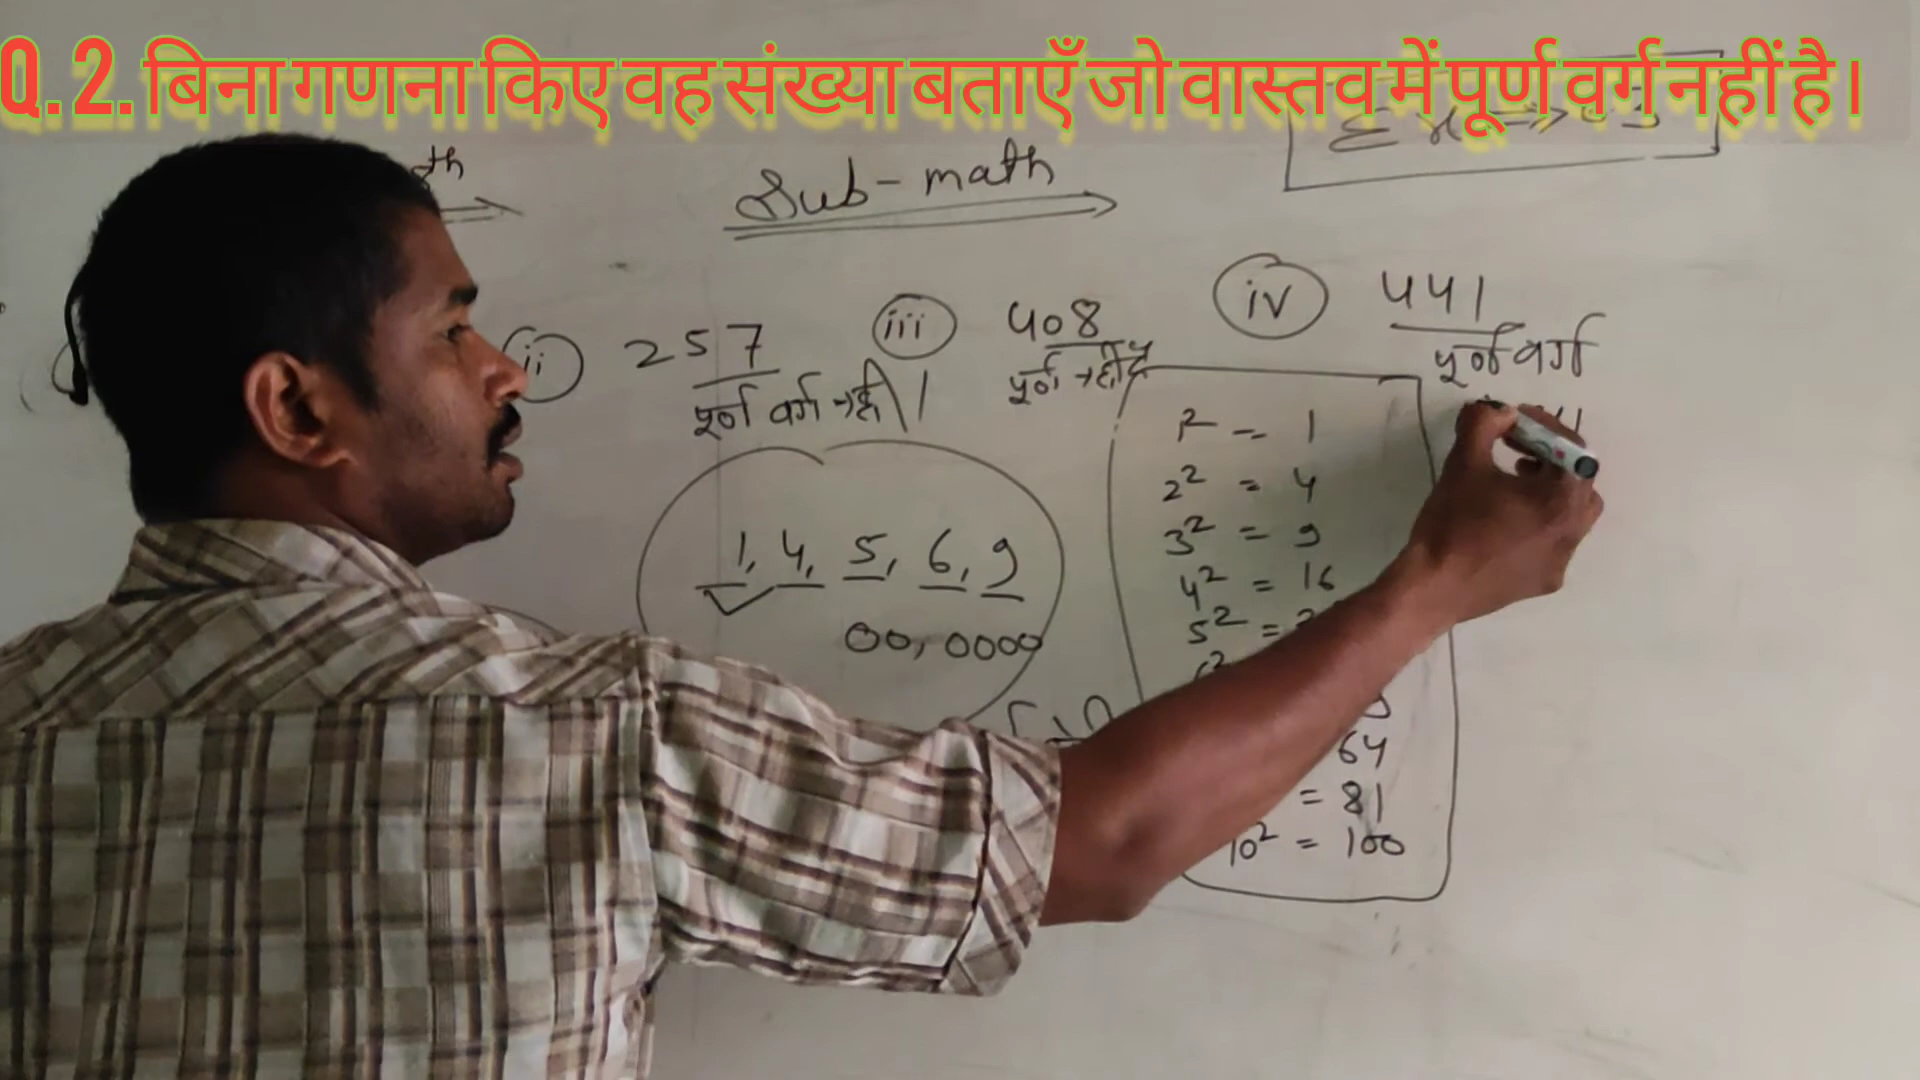 Q. 2. बिना गणना किए वह संख्या बताएँ जो वास्तव में पूर्ण वर्ग नहीं है।
th
Sub - math
ii 257
पूर्ण वर्ग नहीं।
iii 408
पूर्ण नहीं
iv 441
पूर्ण वर्ग
1, 4, 5, 6, 9
00, 0000
1² = 1
2² = 4
3² = 9
4² = 16
5² =
64
= 81
10² = 100